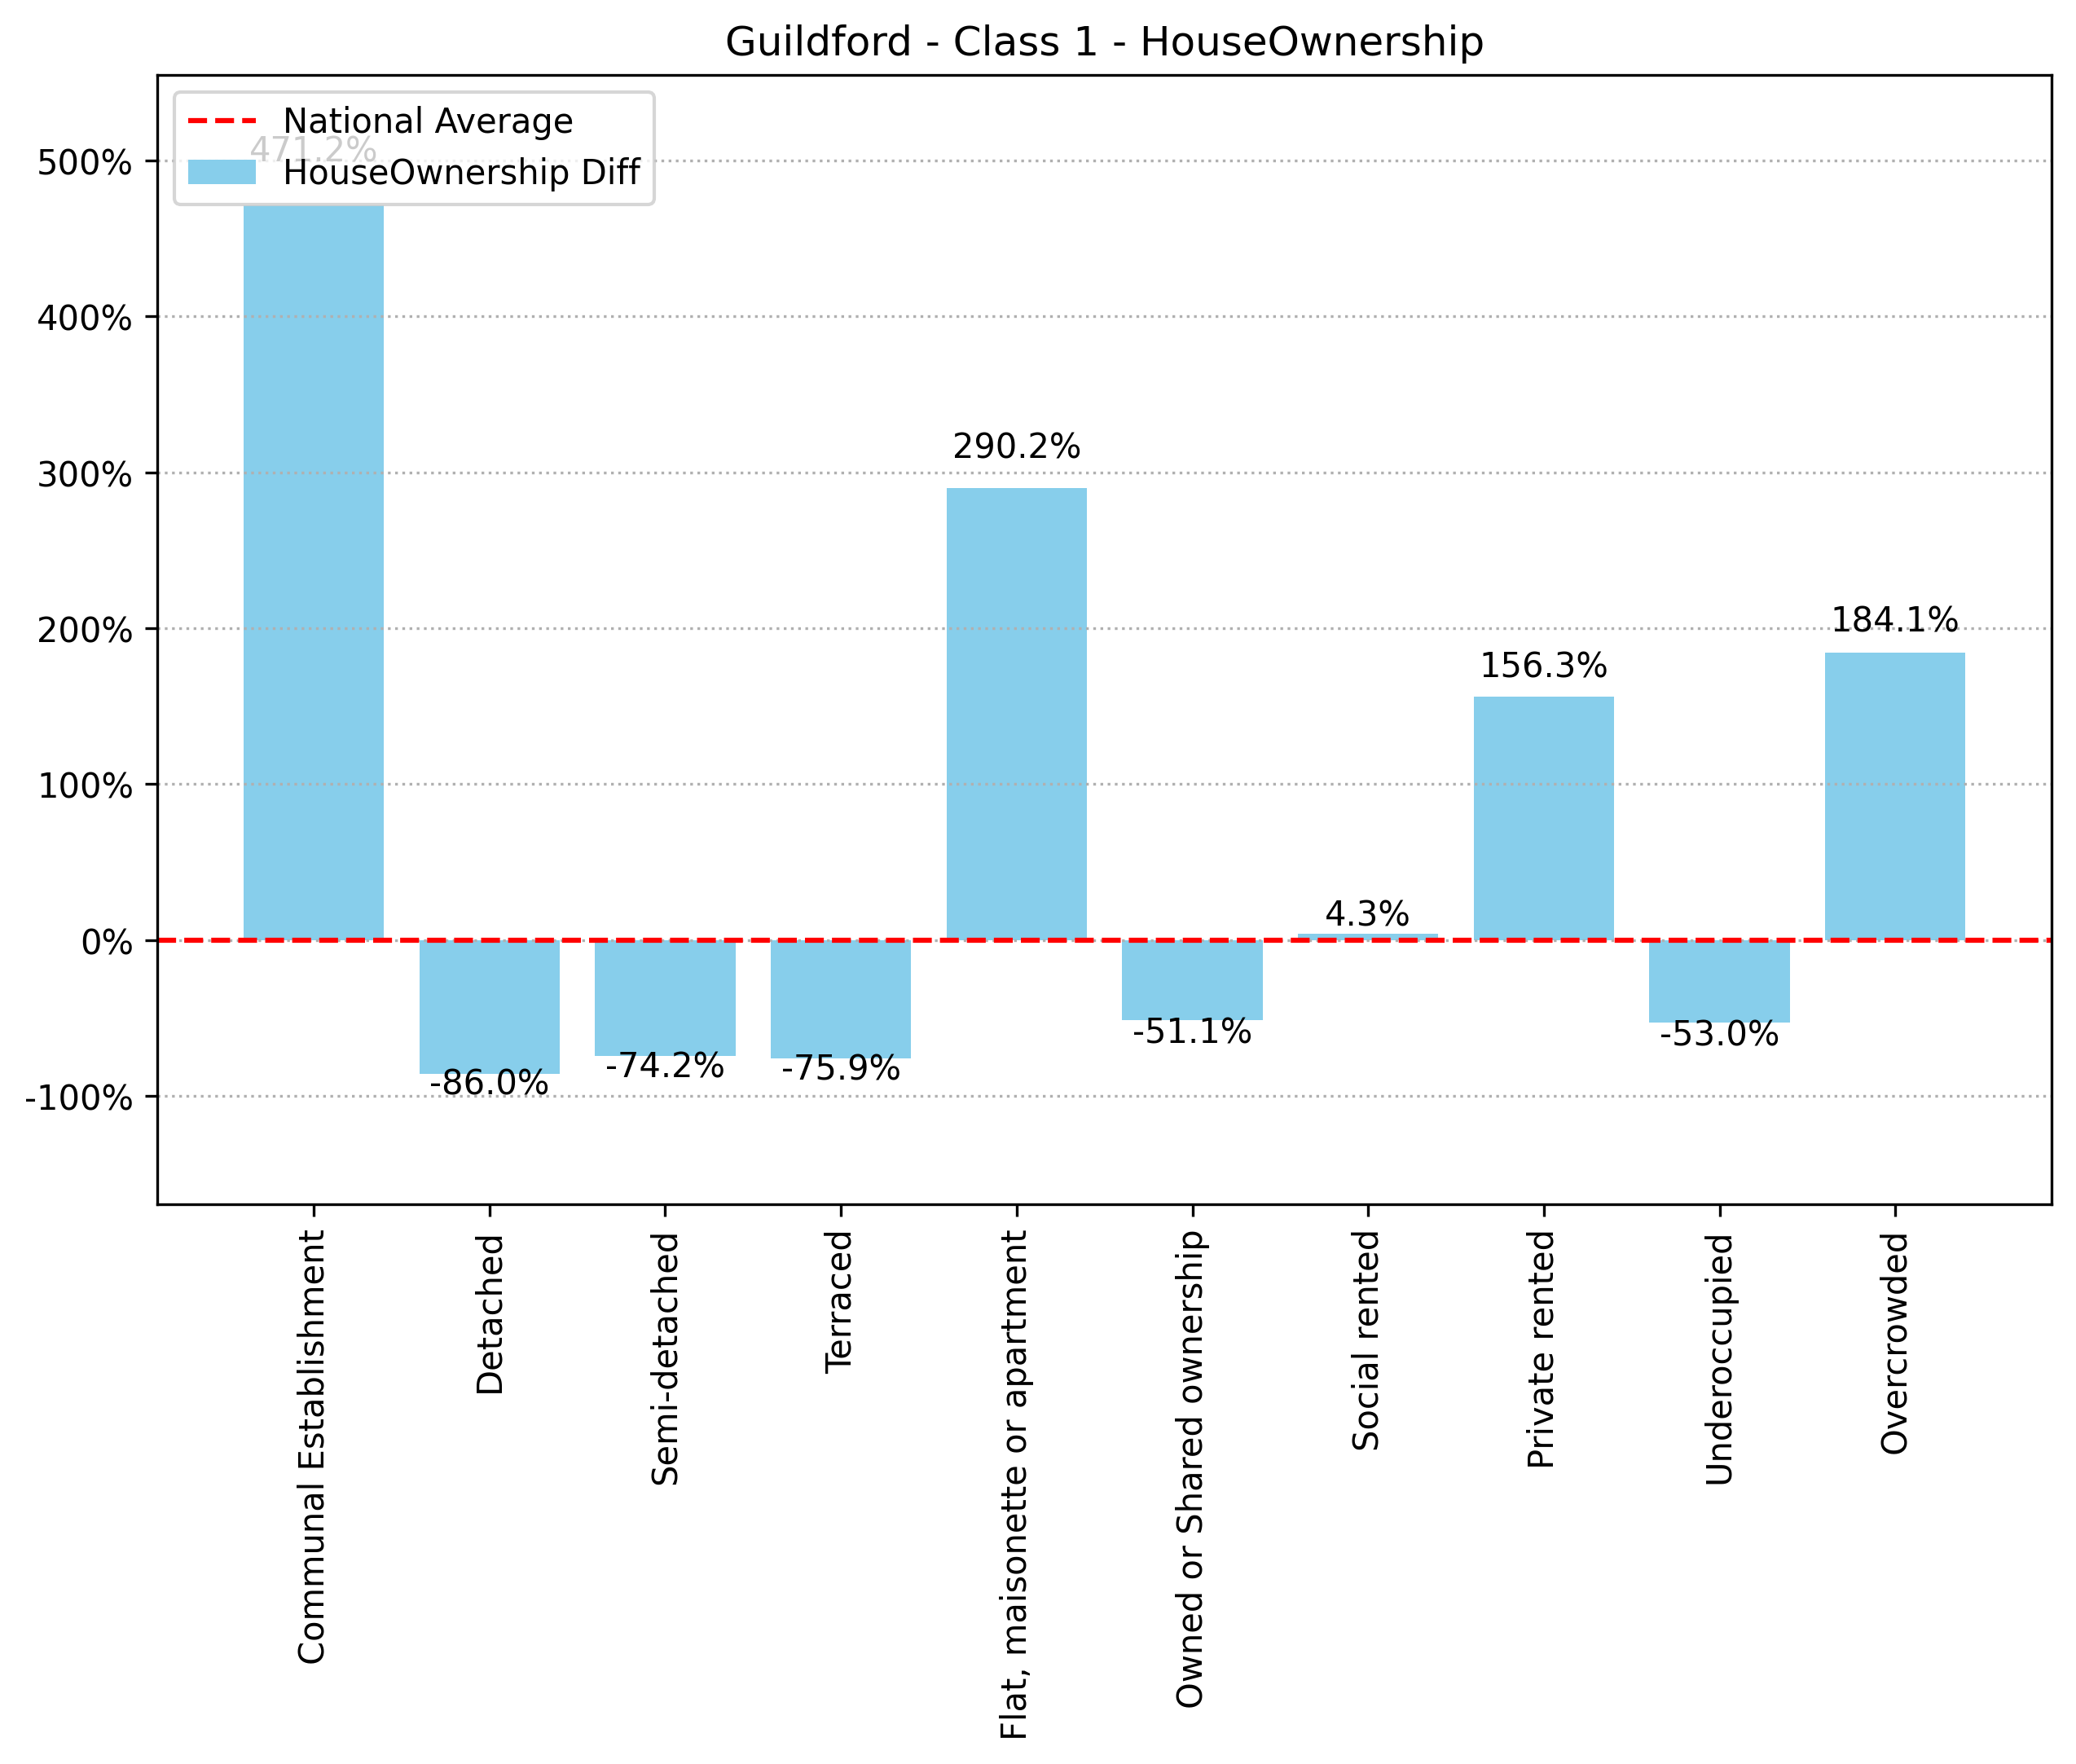 Guildford - Class 1 - HouseOwnership
National Average
471.2%
HouseOwnership Diff
500%
400%
300%
200%
100%
0%
-100%
-86.0%
-74.2%
-75.9%
290.2%
-51.1%
4.3%
156.3%
-53.0%
184.1%
Communal Establishment
Detached
Semi-detached
Terraced
Flat, maisonette or apartment
Owned or Shared ownership
Social rented
Private rented
Underoccupied
Overcrowded